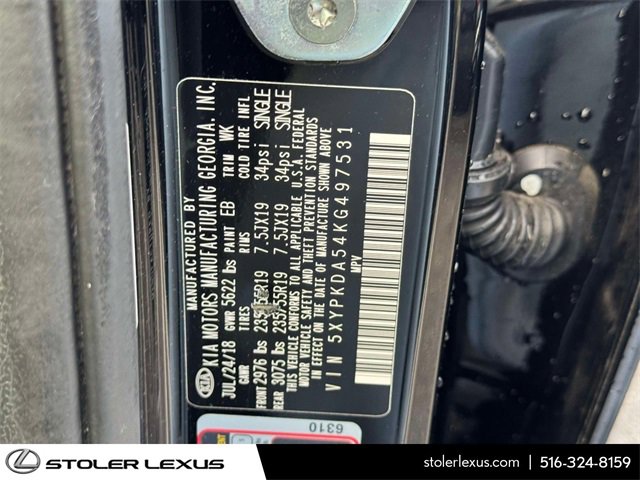 MANUFACTURED BY
KIA KIA MOTORS MANUFACTURING GEORGIA, INC.
JUL/24/18 GVWR 5622 lbs PAINT EB TRIM WK
GAWR TIRES RIMS COLD TIRE INFL
FRONT 2976 lbs 235/55R19 7.5JX19 34psi SINGLE
REAR 3075 lbs 235/55R19 7.5JX19 34psi SINGLE
THIS VEHICLE CONFORMS TO ALL APPLICABLE U.S.A. FEDERAL
MOTOR VEHICLE SAFETY AND THEFT PREVENTION STANDARDS
IN EFFECT ON THE DATE OF MANUFACTURE SHOWN ABOVE
VIN 5XYPKDA54KG497531
MPV
6310
STOLER LEXUS
stolerlexus.com
516-324-8159